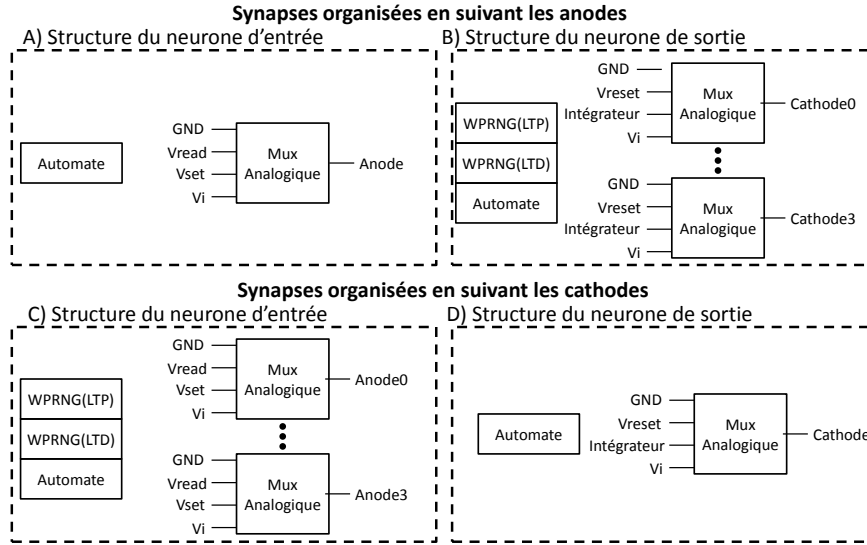 Synapses organisées en suivant les anodes
A) Structure du neurone d'entrée
Automate
GND
Vread
Vset
Vi
Mux
Analogique
Anode
B) Structure du neurone de sortie
WPRNG(LTP)
WPRNG(LTD)
Automate
GND
Vreset
Intégrateur
Vi
Mux
Analogique
Cathode0
GND
Vreset
Intégrateur
Vi
Mux
Analogique
Cathode3
Synapses organisées en suivant les cathodes
C) Structure du neurone d'entrée
WPRNG(LTP)
WPRNG(LTD)
Automate
GND
Vread
Vset
Vi
Mux
Analogique
Anode0
GND
Vread
Vset
Vi
Mux
Analogique
Anode3
D) Structure du neurone de sortie
Automate
GND
Vreset
Intégrateur
Vi
Mux
Analogique
Cathode